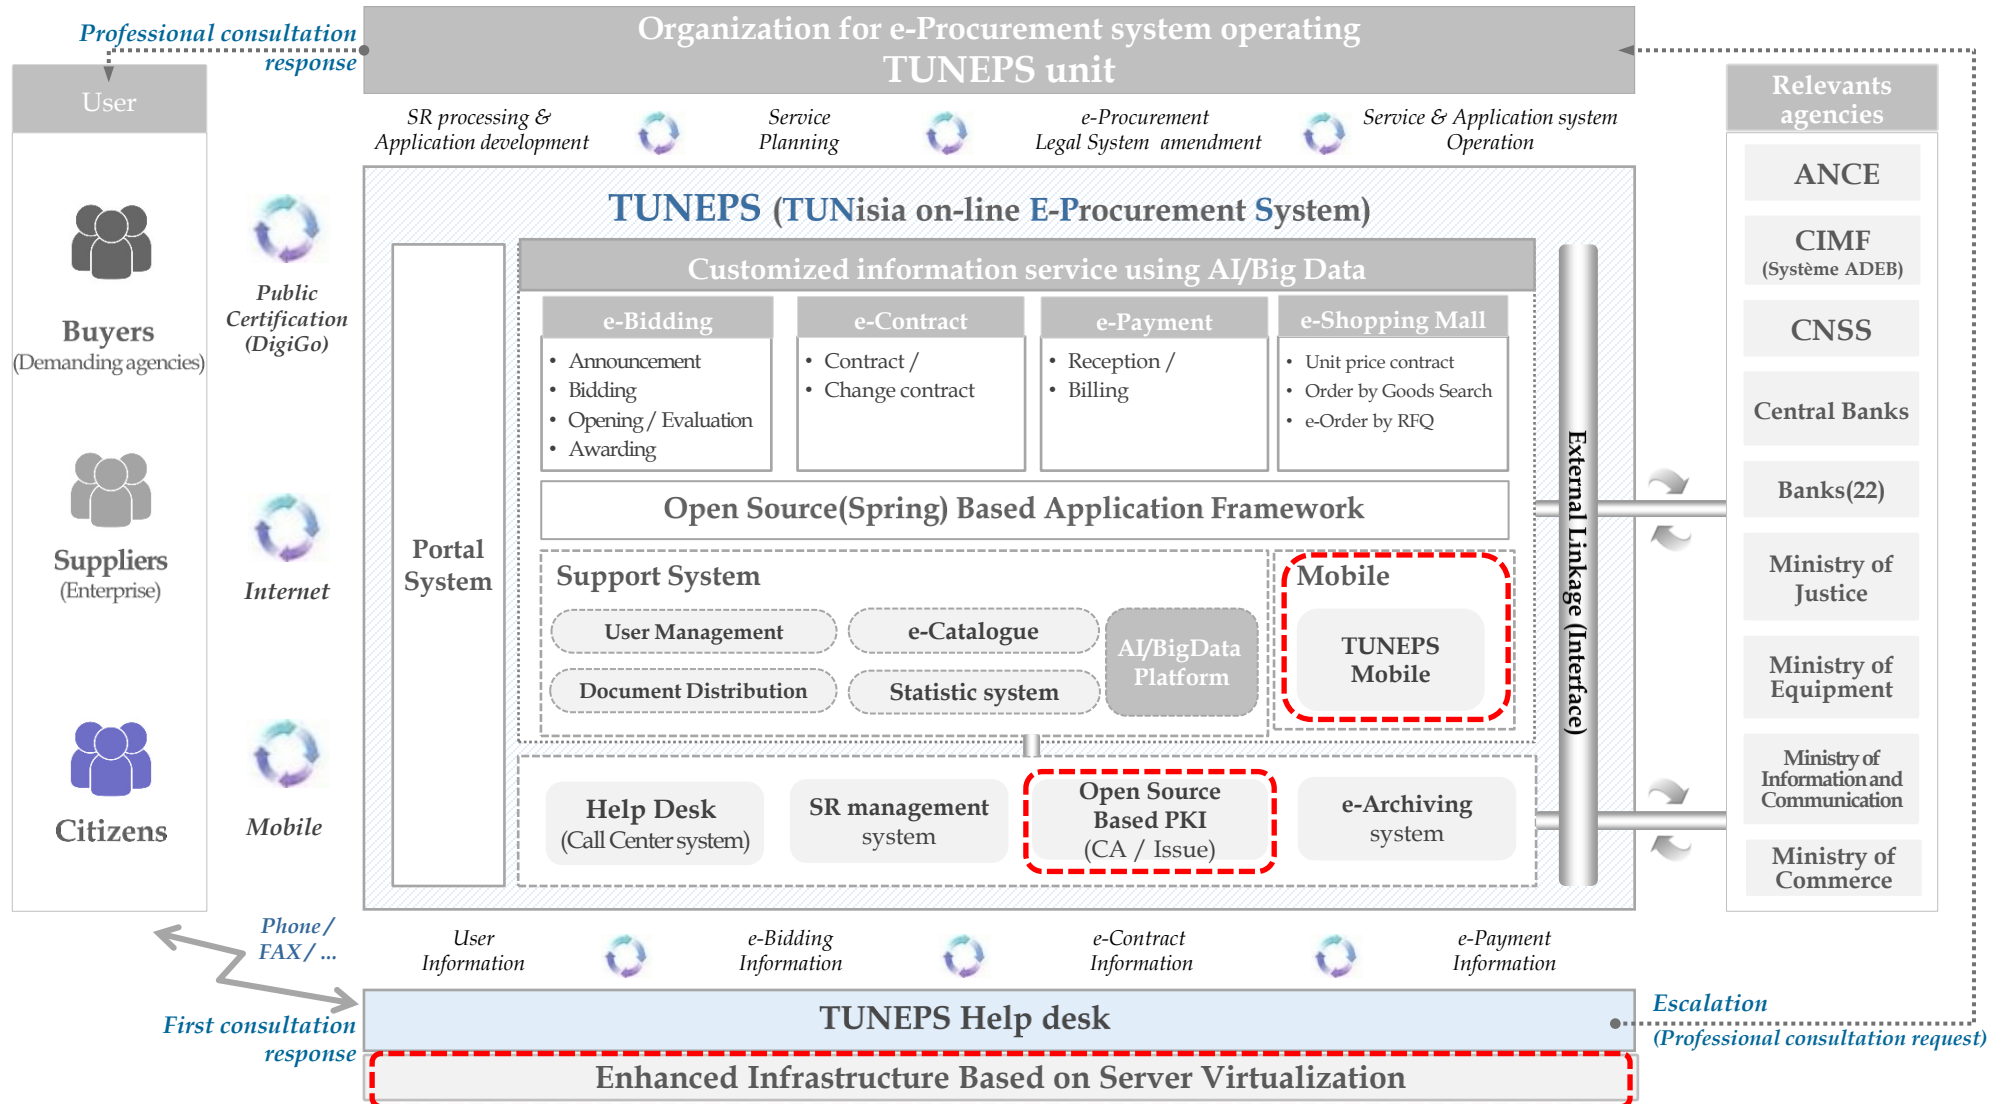 Professional consultation
response
Organization for e-Procurement system operating
TUNEPS unit
User
Relevants
agencies
SR processing &
Application development
Service
Planning
e-Procurement
Legal System amendment
Service & Application system
Operation
Buyers
(Demanding agencies)
Suppliers
(Enterprise)
Citizens
Public
Certification
(DigiGo)
Internet
Mobile
TUNEPS (TUNisia on-line E-Procurement System)
Portal
System
Customized information service using AI/Big Data
e-Bidding
• Announcement
• Bidding
• Opening / Evaluation
• Awarding
e-Contract
• Contract /
• Change contract
e-Payment
• Reception /
• Billing
e-Shopping Mall
• Unit price contract
• Order by Goods Search
• e-Order by RFQ
Open Source(Spring) Based Application Framework
Support System
User Management
e-Catalogue
Document Distribution
Statistic system
AI/BigData
Platform
Mobile
TUNEPS
Mobile
Help Desk
(Call Center system)
SR management
system
Open Source
Based PKI
(CA / Issue)
e-Archiving
system
External Linkage (Interface)
ANCE
CIMF
(Système ADEB)
CNSS
Central Banks
Banks(22)
Ministry of
Justice
Ministry of
Equipment
Ministry of
Information and
Communication
Ministry of
Commerce
Phone /
FAX / ...
User
Information
e-Bidding
Information
e-Contract
Information
e-Payment
Information
First consultation
response
TUNEPS Help desk
Escalation
(Professional consultation request)
Enhanced Infrastructure Based on Server Virtualization